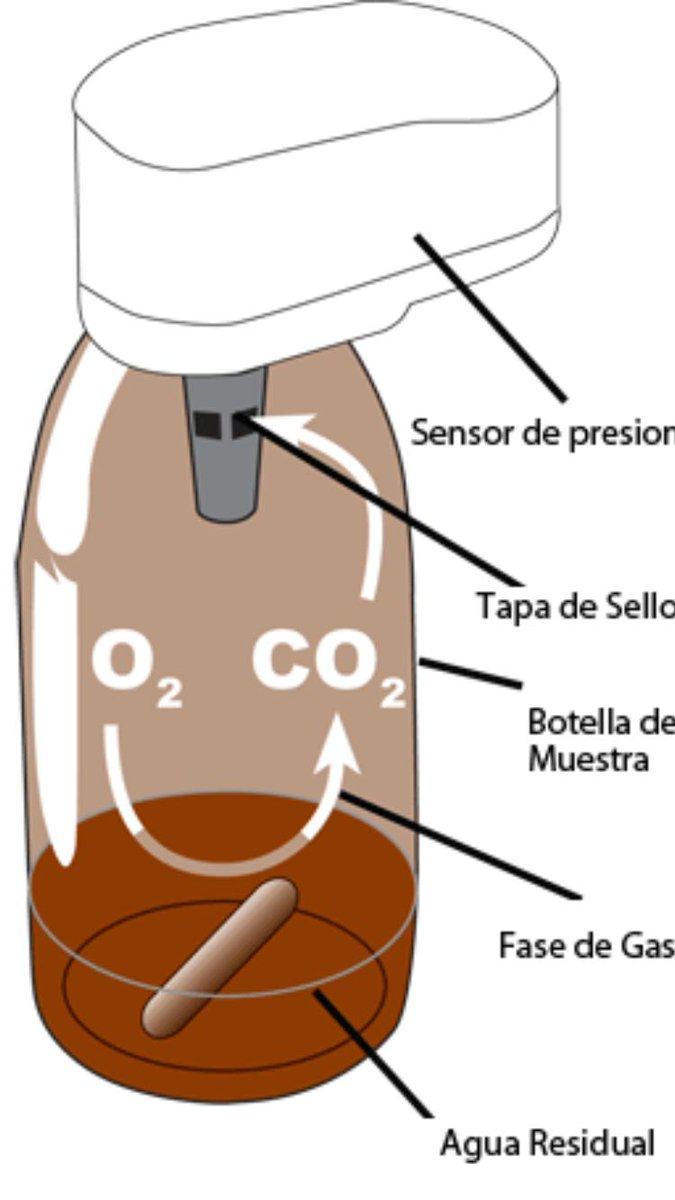 Sensor de presion
Tapa de Sello
O₂
CO₂
Botella de
Muestra
Fase de Gas
Agua Residual